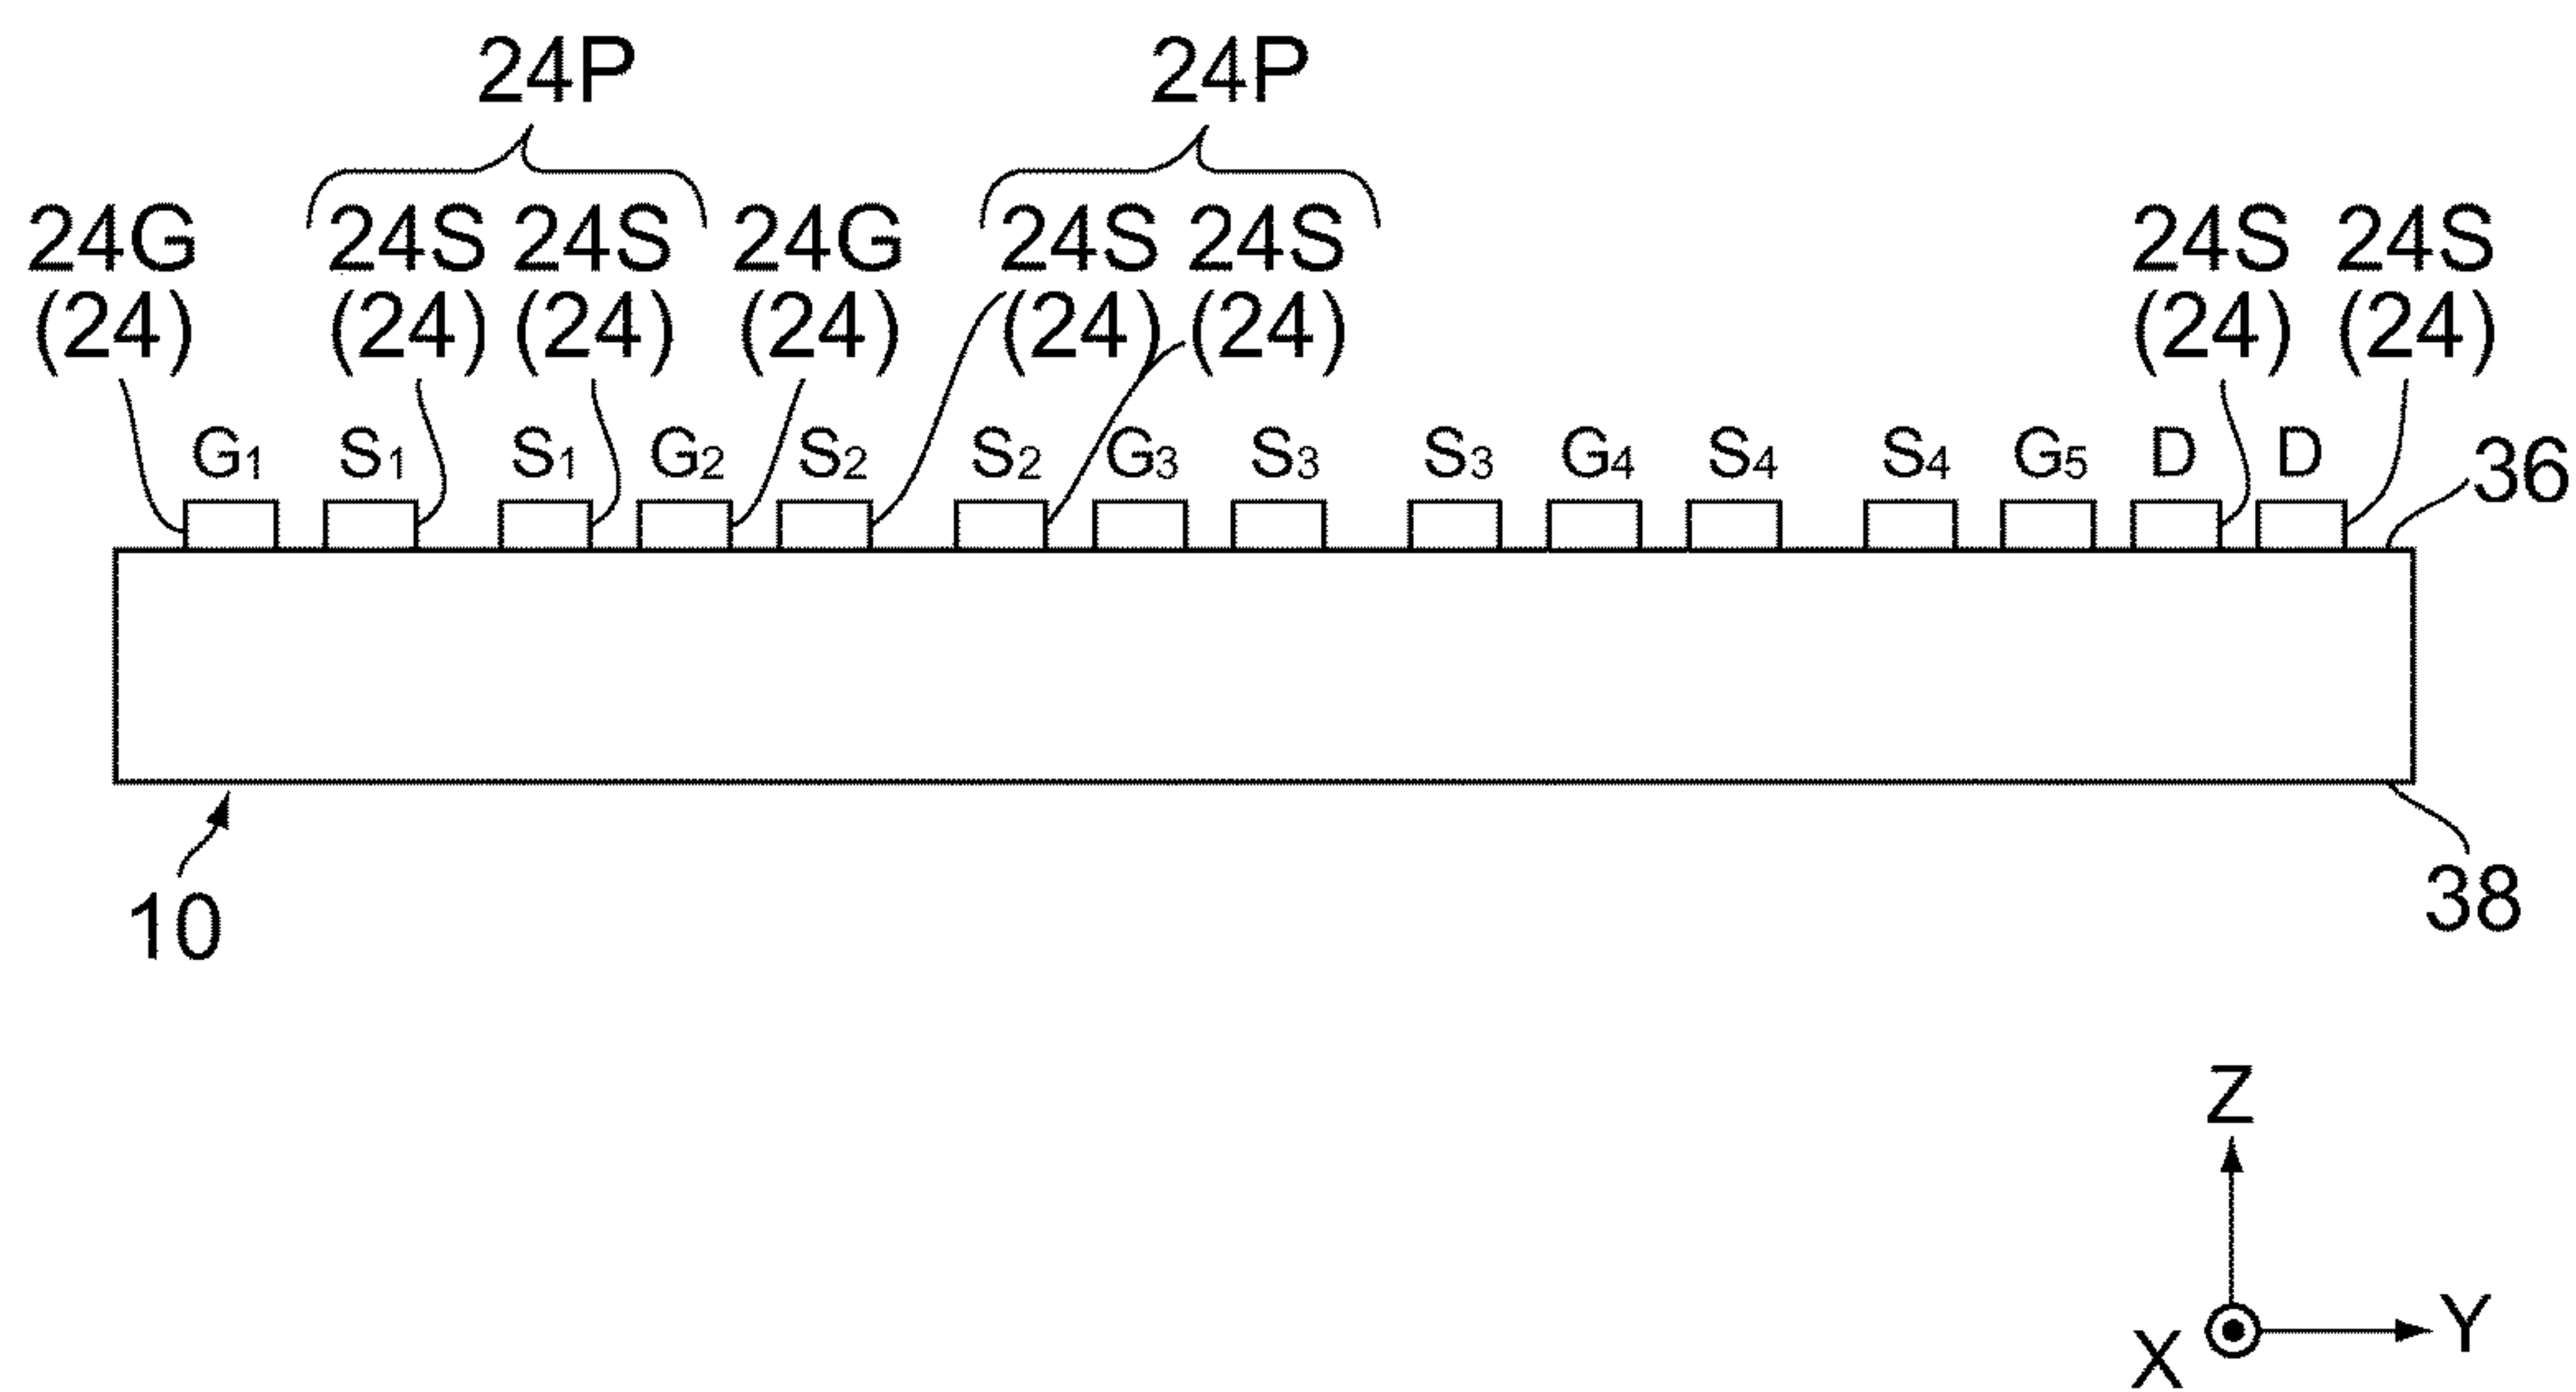 24P 24P
24G 24S 24S 24G 24S 24S 24S 24S
(24) (24) (24) (24) (24) (24) (24) (24)
G1 S1 S1 G2 S2 S2 G3 S3 S3 G4 S4 S4 G5 D D 36
10 38
Z
X Y